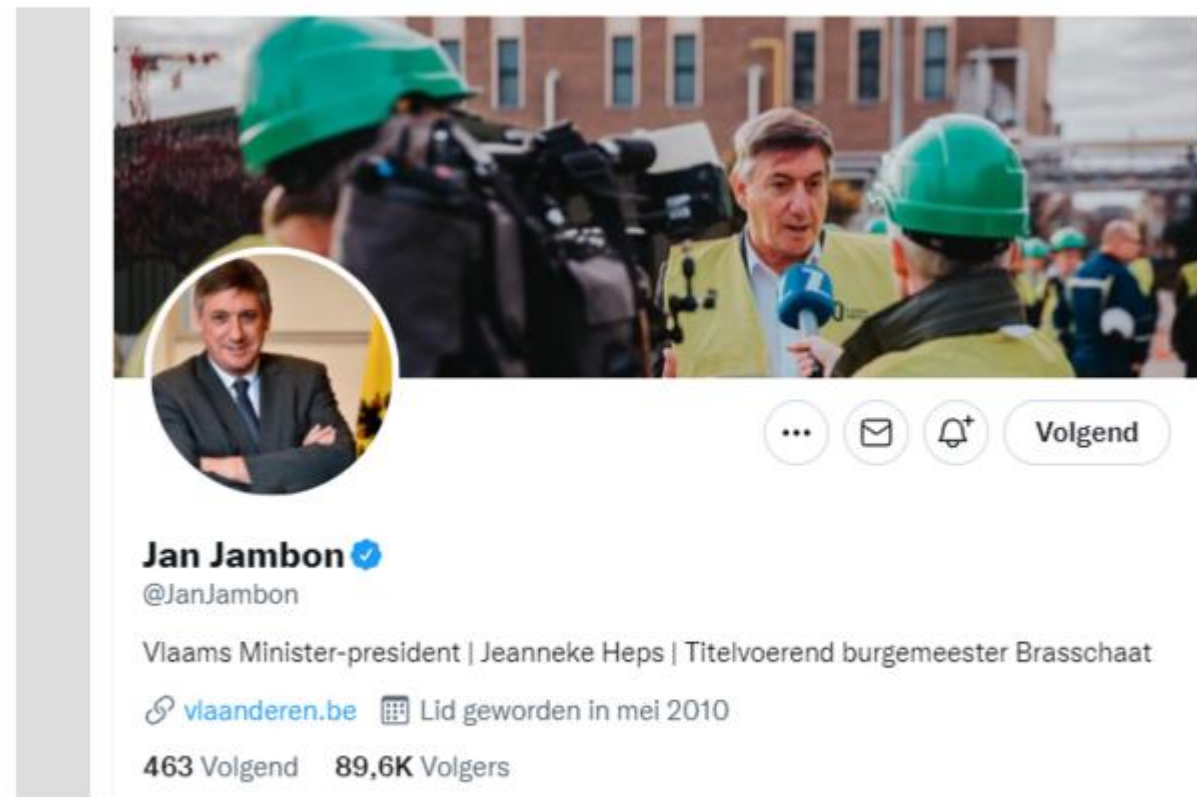 Volgend
Jan Jambon
@JanJambon
Vlaams Minister-president | Jeanneke Heps | Titelvoerend burgemeester Brasschaat
vlaanderen.be Lid geworden in mei 2010
463 Volgend 89,6K Volgers